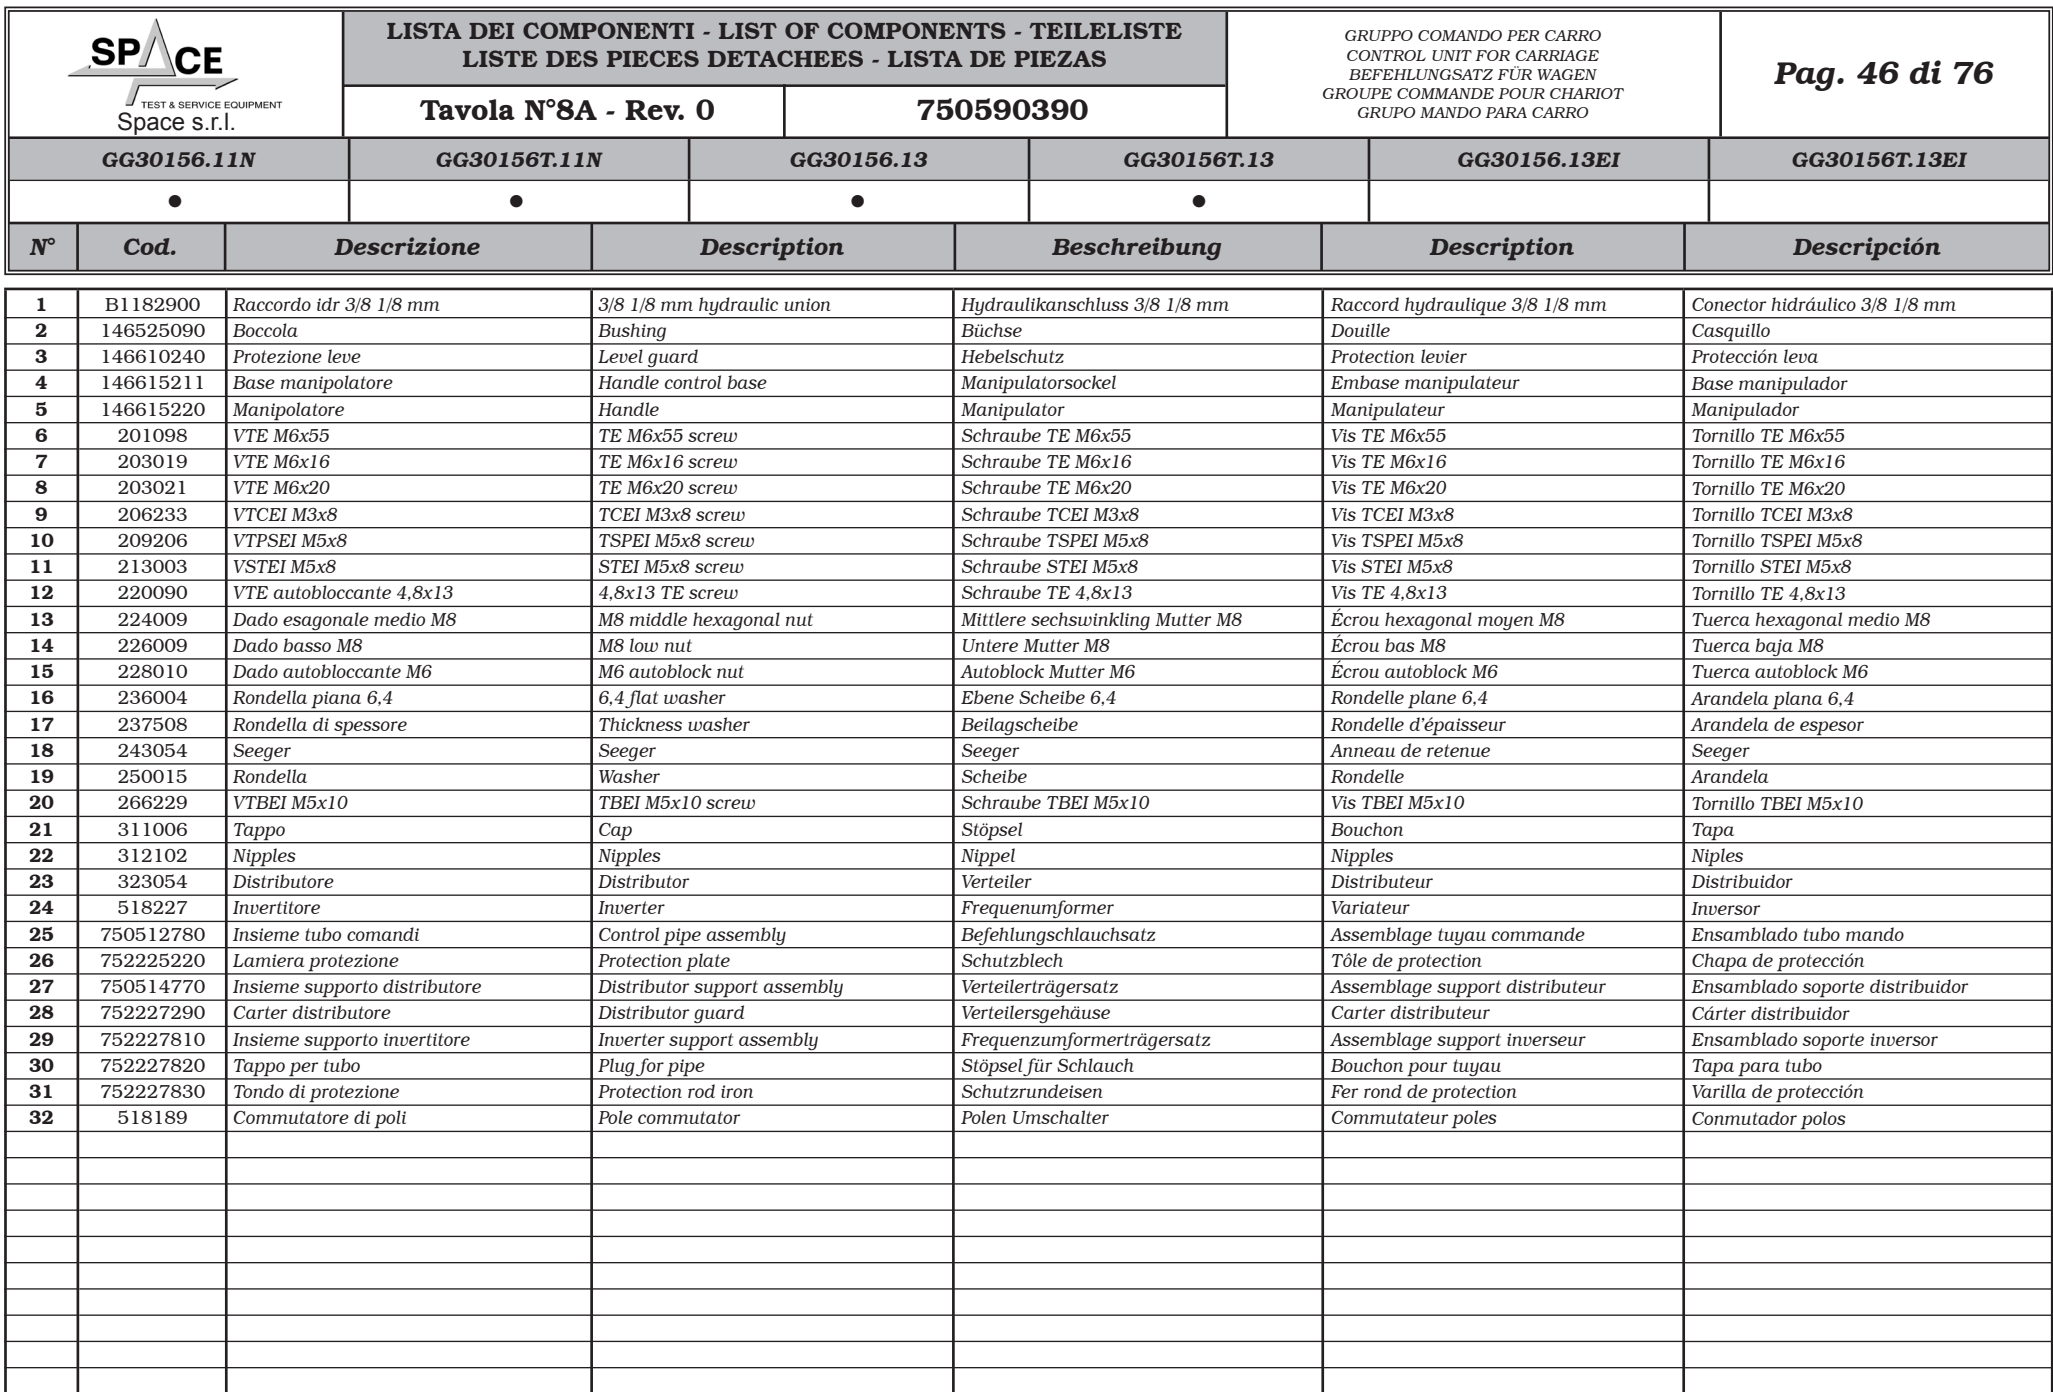 SPACE
TEST & SERVICE EQUIPMENT
Space s.r.l.
LISTA DEI COMPONENTI - LIST OF COMPONENTS - TEILELISTE
LISTE DES PIECES DETACHEES - LISTA DE PIEZAS
Tavola N°8A - Rev. 0 750590390
GRUPPO COMANDO PER CARRO
CONTROL UNIT FOR CARRIAGE
BEFEHLUNGSATZ FÜR WAGEN
GROUPE COMMANDE POUR CHARIOT
GRUPO MANDO PARA CARRO
Pag. 46 di 76
GG30156.11N GG30156T.11N GG30156.13 GG30156T.13 GG30156.13EI GG30156T.13EI
● ● ● ●
N° Cod. Descrizione Description Beschreibung Description Descripción
1 B1182900 Raccordo idr 3/8 1/8 mm 3/8 1/8 mm hydraulic union Hydraulikanschluss 3/8 1/8 mm Raccord hydraulique 3/8 1/8 mm Conector hidráulico 3/8 1/8 mm
2 146525090 Boccola Bushing Büchse Douille Casquillo
3 146610240 Protezione leve Level guard Hebelschutz Protection levier Protección leva
4 146615211 Base manipolatore Handle control base Manipulatorsockel Embase manipulateur Base manipulador
5 146615220 Manipolatore Handle Manipulator Manipulateur Manipulador
6 201098 VTE M6x55 TE M6x55 screw Schraube TE M6x55 Vis TE M6x55 Tornillo TE M6x55
7 203019 VTE M6x16 TE M6x16 screw Schraube TE M6x16 Vis TE M6x16 Tornillo TE M6x16
8 203021 VTE M6x20 TE M6x20 screw Schraube TE M6x20 Vis TE M6x20 Tornillo TE M6x20
9 206233 VTCEI M3x8 TCEI M3x8 screw Schraube TCEI M3x8 Vis TCEI M3x8 Tornillo TCEI M3x8
10 209206 VTPSEI M5x8 TSPEI M5x8 screw Schraube TSPEI M5x8 Vis TSPEI M5x8 Tornillo TSPEI M5x8
11 213003 VSTEI M5x8 STEI M5x8 screw Schraube STEI M5x8 Vis STEI M5x8 Tornillo STEI M5x8
12 220090 VTE autobloccante 4,8x13 4,8x13 TE screw Schraube TE 4,8x13 Vis TE 4,8x13 Tornillo TE 4,8x13
13 224009 Dado esagonale medio M8 M8 middle hexagonal nut Mittlere sechswinkling Mutter M8 Écrou hexagonal moyen M8 Tuerca hexagonal medio M8
14 226009 Dado basso M8 M8 low nut Untere Mutter M8 Écrou bas M8 Tuerca baja M8
15 228010 Dado autobloccante M6 M6 autoblock nut Autoblock Mutter M6 Écrou autoblock M6 Tuerca autoblock M6
16 236004 Rondella piana 6,4 6,4 flat washer Ebene Scheibe 6,4 Rondelle plane 6,4 Arandela plana 6,4
17 237508 Rondella di spessore Thickness washer Beilagscheibe Rondelle d'épaisseur Arandela de espesor
18 243054 Seeger Seeger Seeger Anneau de retenue Seeger
19 250015 Rondella Washer Scheibe Rondelle Arandela
20 266229 VTBEI M5x10 TBEI M5x10 screw Schraube TBEI M5x10 Vis TBEI M5x10 Tornillo TBEI M5x10
21 311006 Tappo Cap Stöpsel Bouchon Tapa
22 312102 Nipples Nipples Nippel Nipples Niples
23 323054 Distributore Distributor Verteiler Distributeur Distribuidor
24 518227 Invertitore Inverter Frequenumformer Variateur Inversor
25 750512780 Insieme tubo comandi Control pipe assembly Befehlungschlauchsatz Assemblage tuyau commande Ensamblado tubo mando
26 752225220 Lamiera protezione Protection plate Schutzblech Tôle de protection Chapa de protección
27 750514770 Insieme supporto distributore Distributor support assembly Verteilerträgersatz Assemblage support distributeur Ensamblado soporte distribuidor
28 752227290 Carter distributore Distributor guard Verteilersgehäuse Carter distributeur Cárter distribuidor
29 752227810 Insieme supporto invertitore Inverter support assembly Frequenzumformerträgersatz Assemblage support inverseur Ensamblado soporte inversor
30 752227820 Tappo per tubo Plug for pipe Stöpsel für Schlauch Bouchon pour tuyau Tapa para tubo
31 752227830 Tondo di protezione Protection rod iron Schutzrundeisen Fer rond de protection Varilla de protección
32 518189 Commutatore di poli Pole commutator Polen Umschalter Commutateur poles Conmutador polos